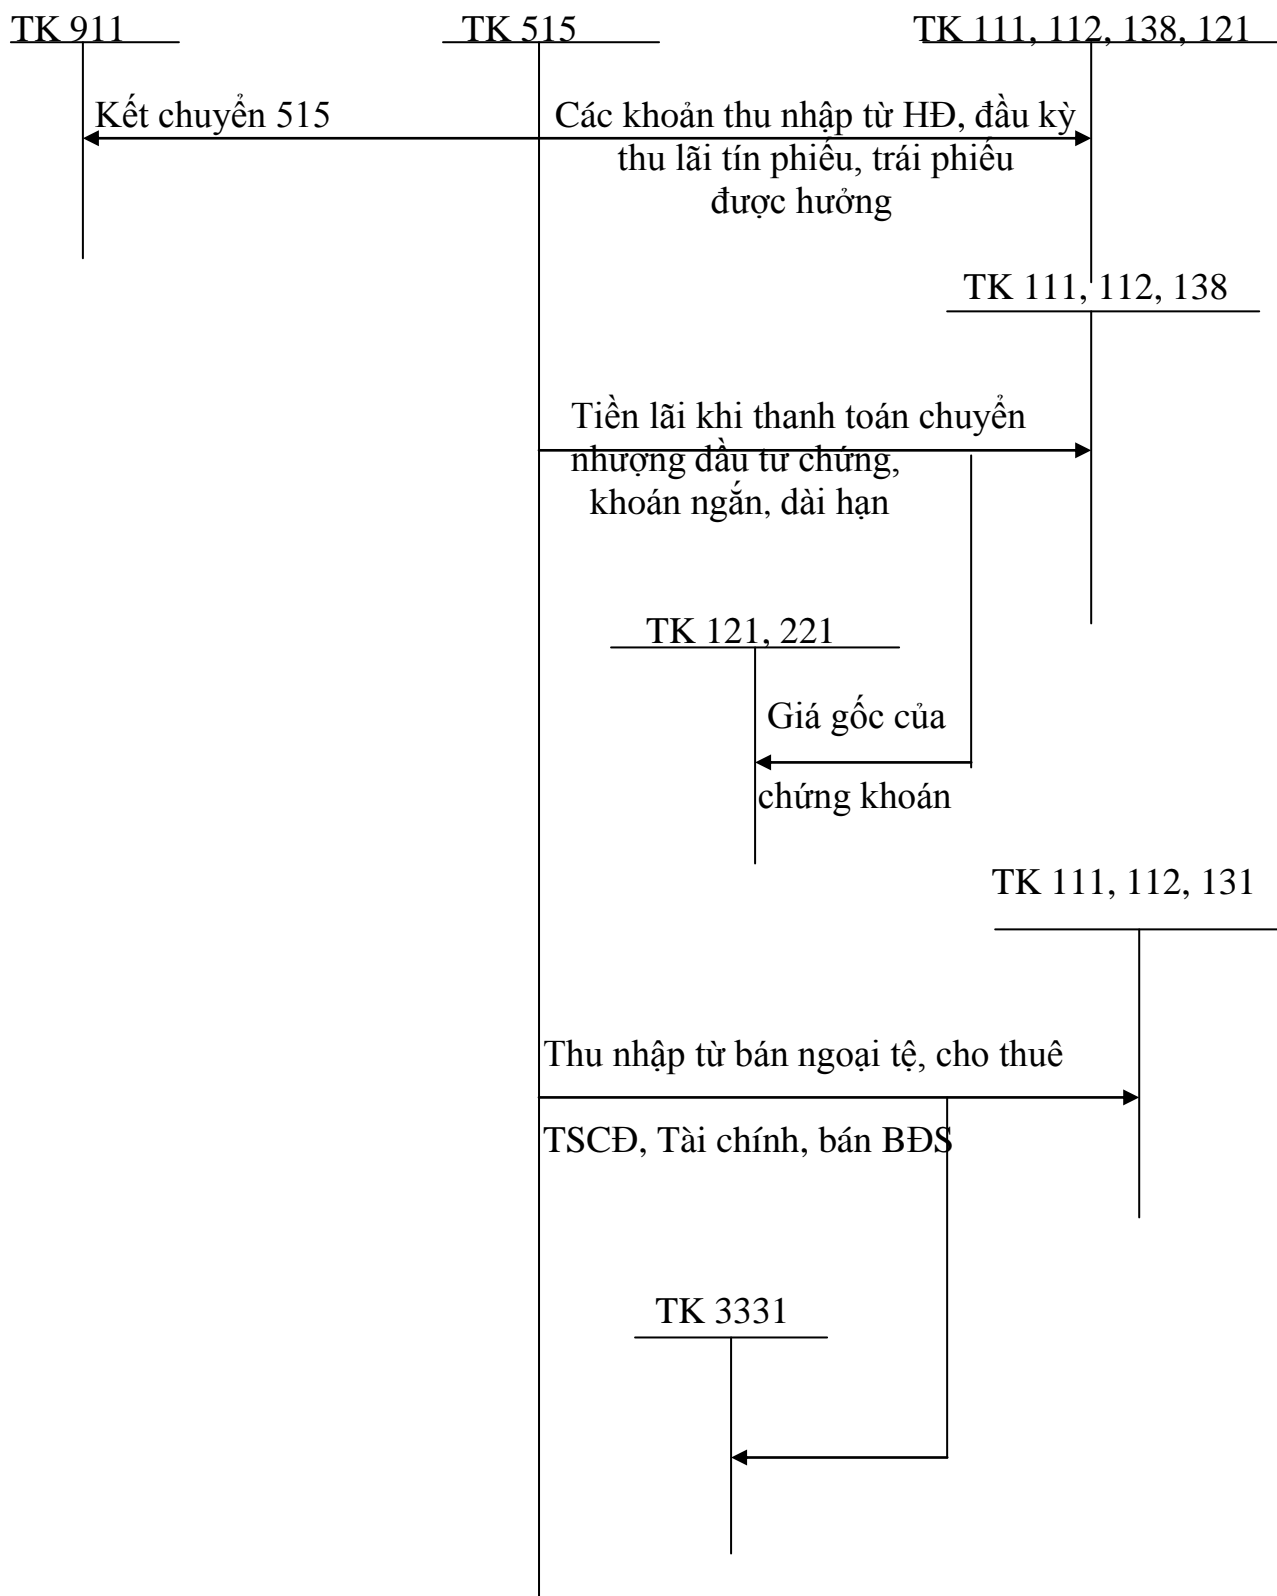 TK 911
TK 515
TK 111, 112, 138, 121
Kết chuyển 515
Các khoản thu nhập từ HĐ, đầu kỳ
thu lãi tín phiếu, trái phiếu
được hưởng
TK 111, 112, 138
Tiền lãi khi thanh toán chuyển
nhượng đầu tư chứng,
khoán ngắn, dài hạn
TK 121, 221
Giá gốc của
chứng khoán
TK 111, 112, 131
Thu nhập từ bán ngoại tệ, cho thuê
TSCĐ, Tài chính, bán BĐS
TK 3331